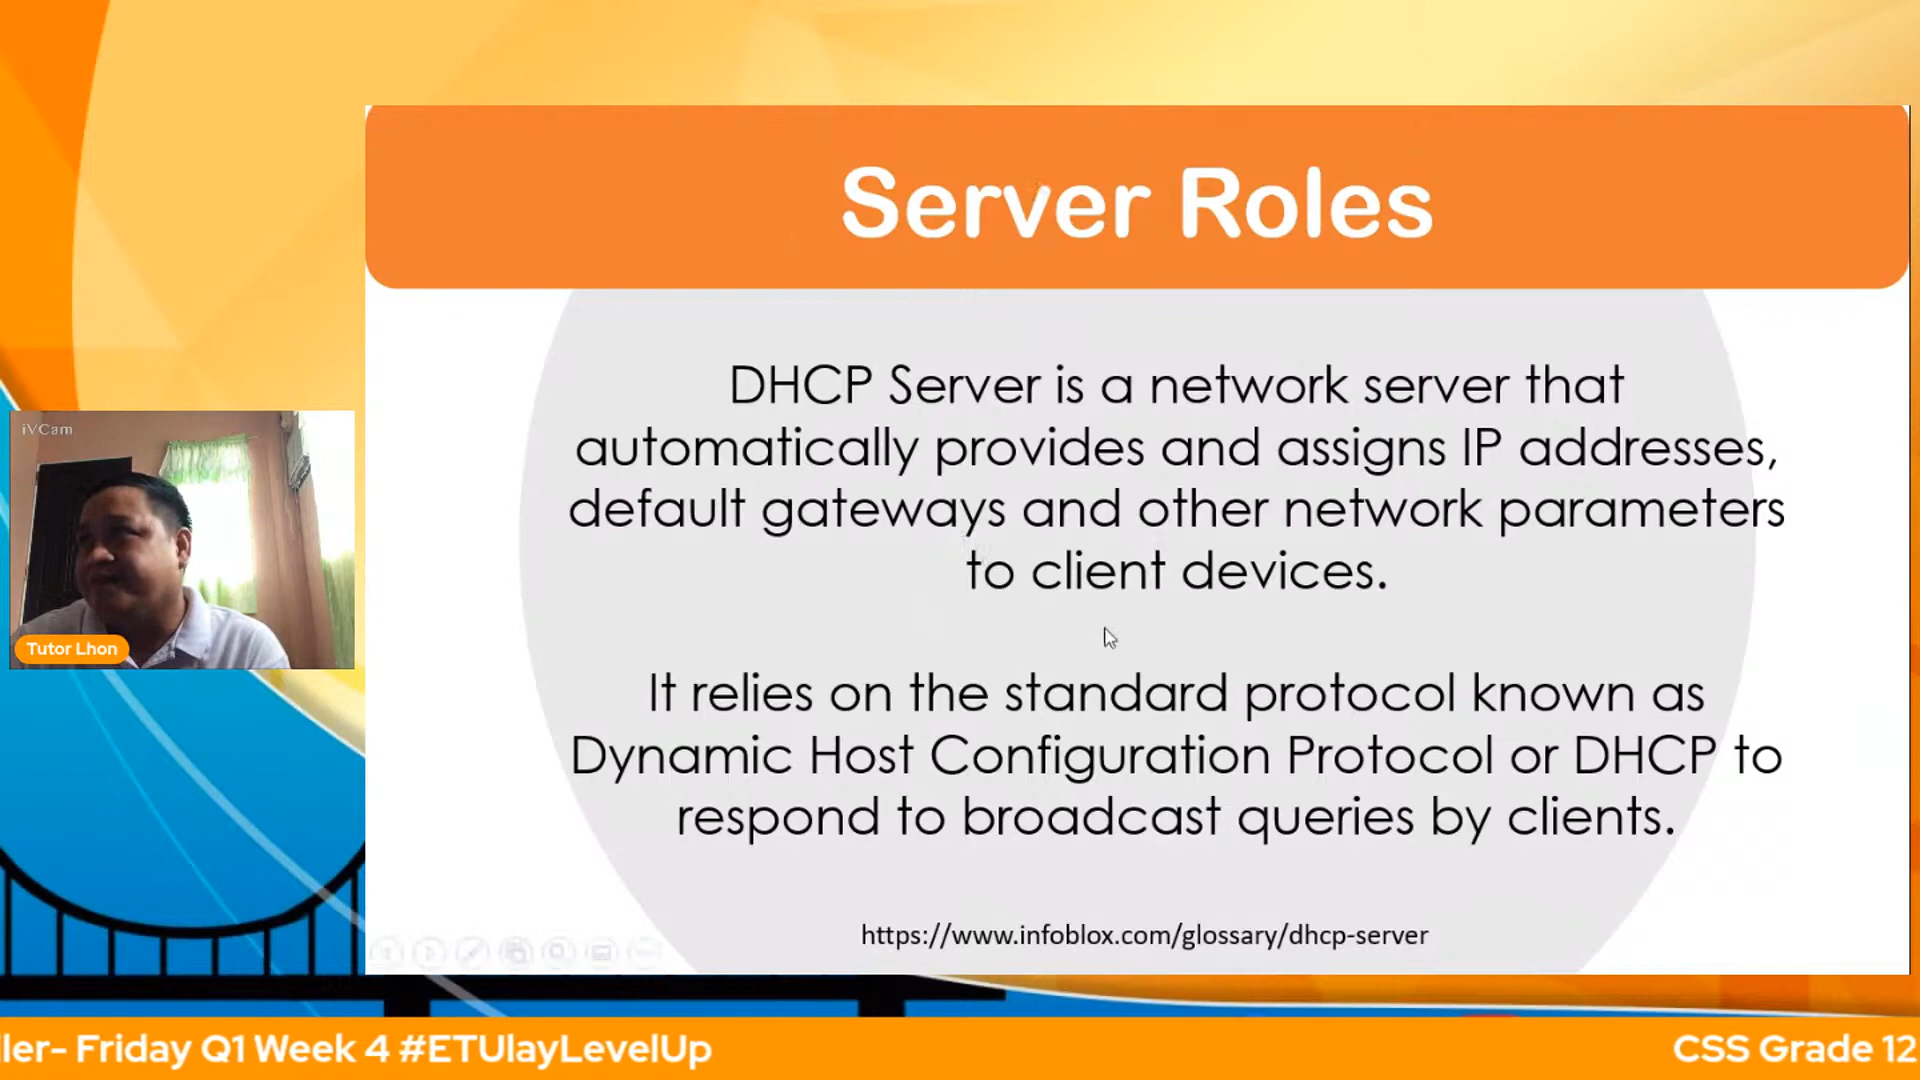 Server Roles
DHCP Server is a network server that
automatically provides and assigns IP addresses,
default gateways and other network parameters
to client devices.
It relies on the standard protocol known as
Dynamic Host Configuration Protocol or DHCP to
respond to broadcast queries by clients.
https://www.infoblox.com/glossary/dhcp-server
iVCam
Tutor Lhon
ller- Friday Q1 Week 4 #ETUlayLevelUp
CSS Grade 12